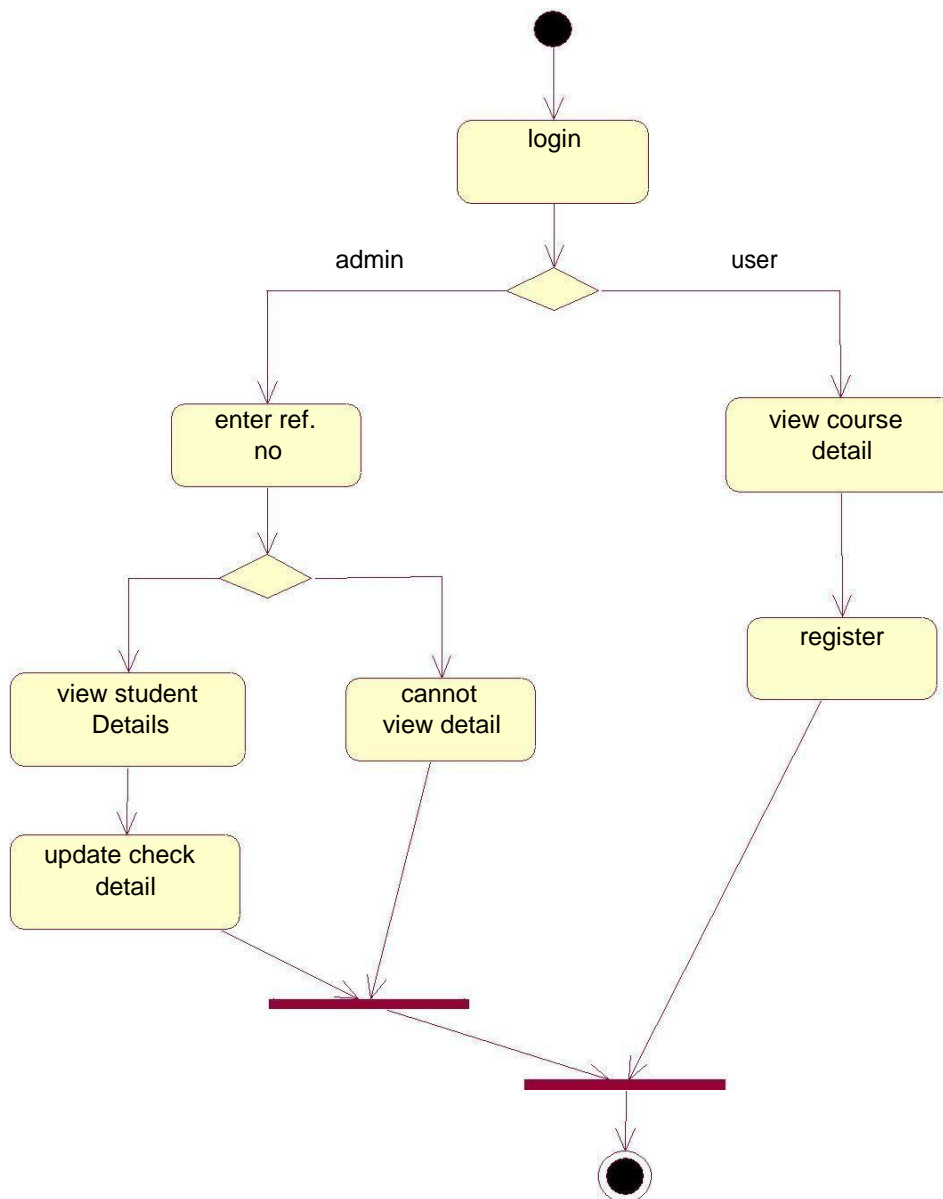 login
admin
user
enter ref.
no
view course
detail
register
view student
Details
cannot
view detail
update check
detail